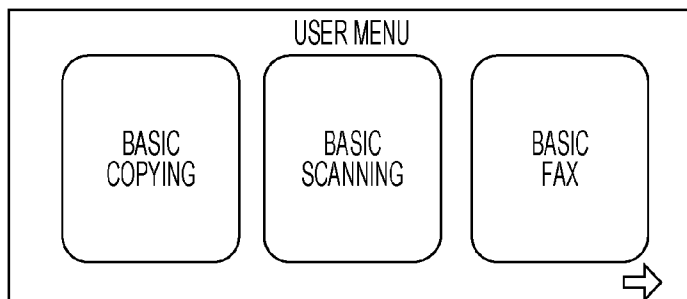 USER MENU
BASIC
COPYING
BASIC
SCANNING
BASIC
FAX